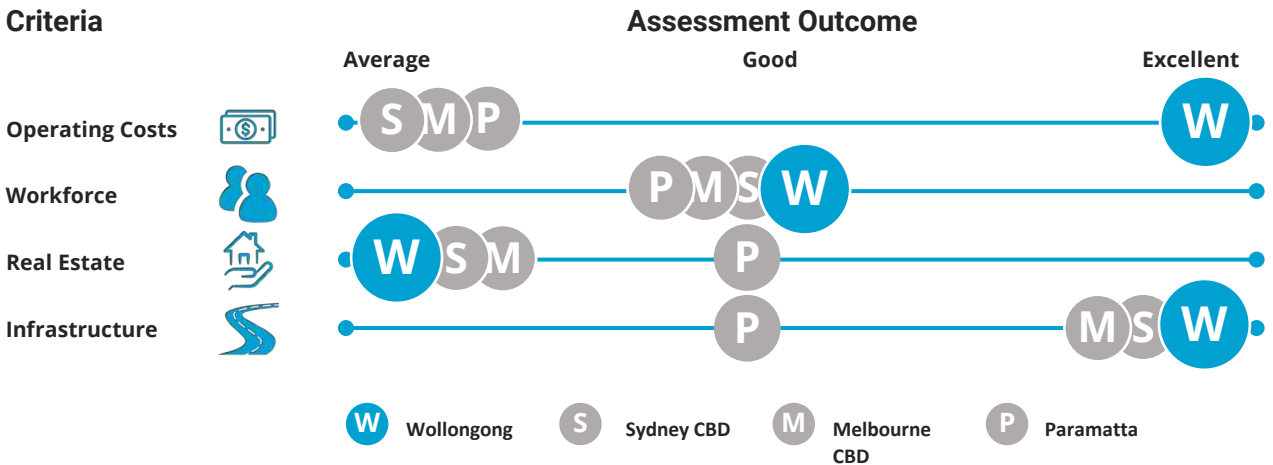 Criteria
Assessment Outcome
Average Good Excellent
Operating Costs $ S M P W
Workforce P M S W
Real Estate W S M P
Infrastructure P M S W
W Wollongong S Sydney CBD M Melbourne P Paramatta
CBD